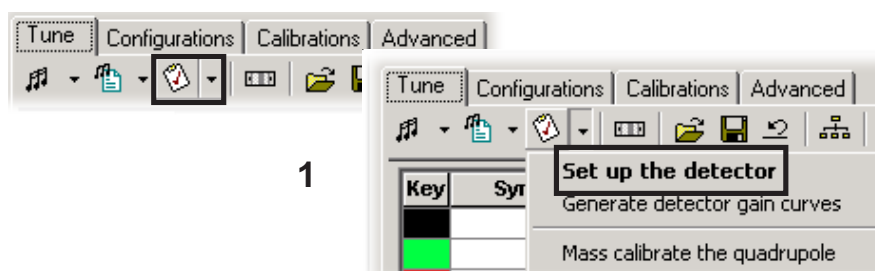 Tune Configurations Calibrations Advanced
Tune Configurations Calibrations Advanced
1
Set up the detector
Key
Generate detector gain curves
Mass calibrate the quadrupole